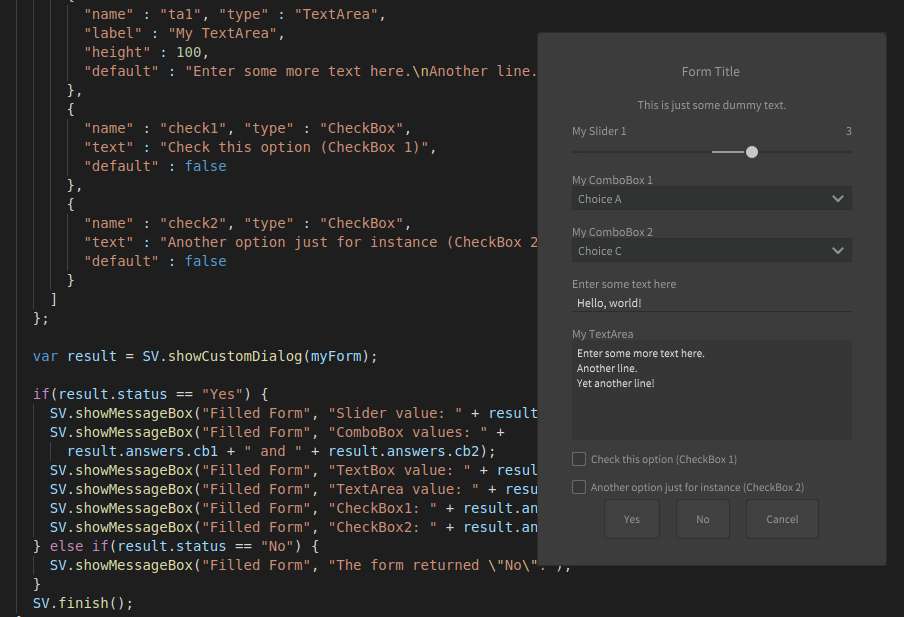 "name" : "ta1", "type" : "TextArea",
"label" : "My TextArea",
"height" : 100,
"default" : "Enter some more text here.\nAnother line.
},
{
"name" : "check1", "type" : "CheckBox",
"text" : "Check this option (CheckBox 1)",
"default" : false
},
{
"name" : "check2", "type" : "CheckBox",
"text" : "Another option just for instance (CheckBox 2
"default" : false
}
]
};
var result = SV.showCustomDialog(myForm);
if(result.status == "Yes") {
SV.showMessageBox("Filled Form", "Slider value: " + result
SV.showMessageBox("Filled Form", "ComboBox values: " +
result.answers.cb1 + " and " + result.answers.cb2);
SV.showMessageBox("Filled Form", "TextBox value: " + resul
SV.showMessageBox("Filled Form", "TextArea value: " + resu
SV.showMessageBox("Filled Form", "CheckBox1: " + result.an
SV.showMessageBox("Filled Form", "CheckBox2: " + result.an
} else if(result.status == "No") {
SV.showMessageBox("Filled Form", "The form returned \"No\".");
}
SV.finish();
Form Title
This is just some dummy text.
My Slider 1 3
My ComboBox 1
Choice A
My ComboBox 2
Choice C
Enter some text here
Hello, world!
My TextArea
Enter some more text here.
Another line.
Yet another line!
Check this option (CheckBox 1)
Another option just for instance (CheckBox 2)
Yes No Cancel